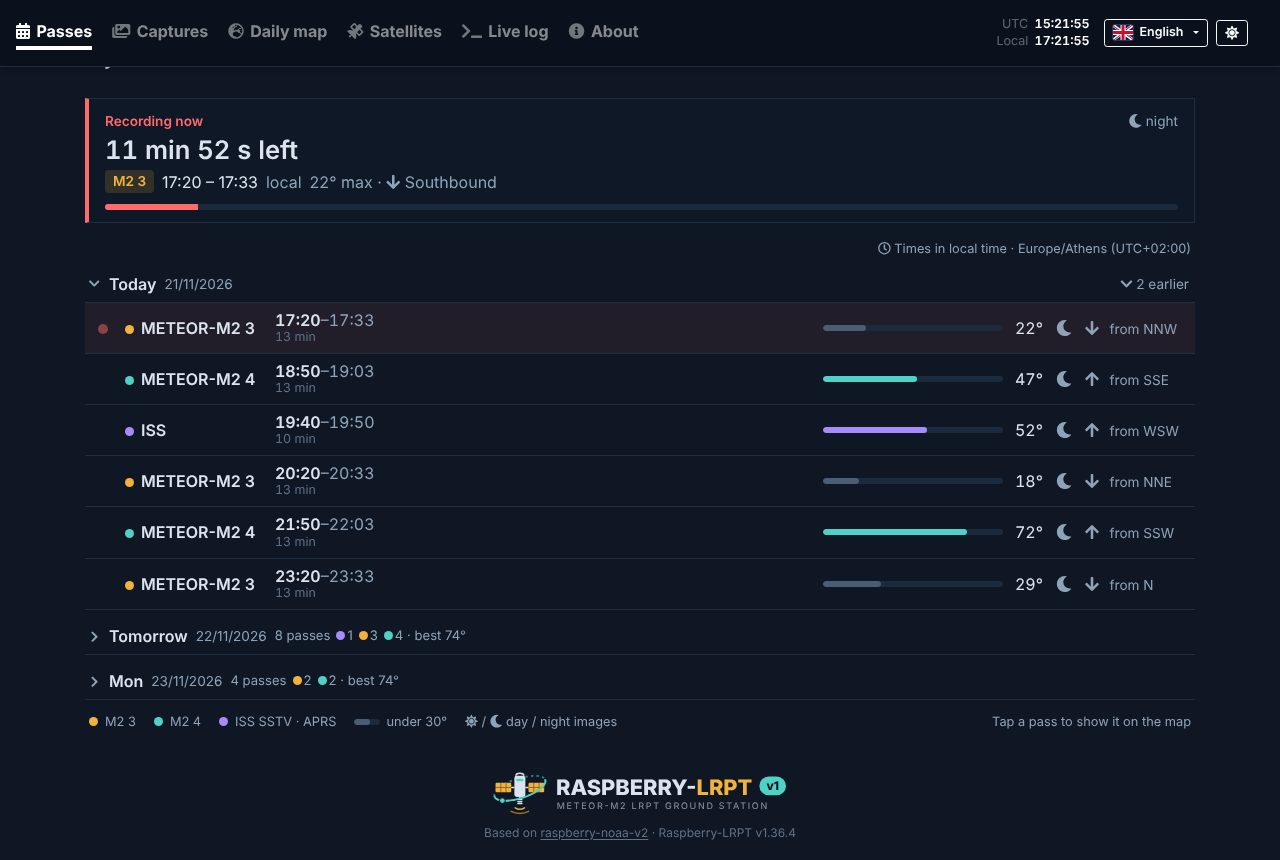 Passes Captures Daily map Satellites Live log About
UTC 15:21:55
Local 17:21:55
English
Recording now
night
11 min 52 s left
M2 3 17:20 – 17:33 local 22° max · Southbound
Times in local time · Europe/Athens (UTC+02:00)
Today 21/11/2026
2 earlier
METEOR-M2 3 17:20–17:33 22° from NNW
13 min
METEOR-M2 4 18:50–19:03 47° from SSE
13 min
ISS 19:40–19:50 52° from WSW
10 min
METEOR-M2 3 20:20–20:33 18° from NNE
13 min
METEOR-M2 4 21:50–22:03 72° from SSW
13 min
METEOR-M2 3 23:20–23:33 29° from N
13 min
Tomorrow 22/11/2026 8 passes 1 3 4 · best 74°
Mon 23/11/2026 4 passes 2 2 · best 74°
M2 3 M2 4 ISS SSTV · APRS under 30° / day / night images
Tap a pass to show it on the map
RASPBERRY-LRPT v1
METEOR-M2 LRPT GROUND STATION
Based on raspberry-noaa-v2 · Raspberry-LRPT v1.36.4